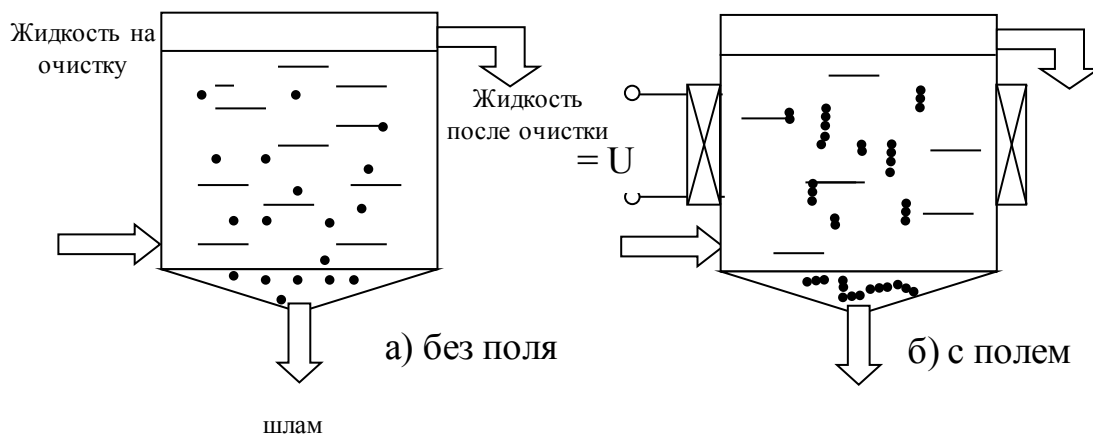 Жидкость на
очистку
Жидкость
после очистки
= U
а) без поля
б) с полем
шлам